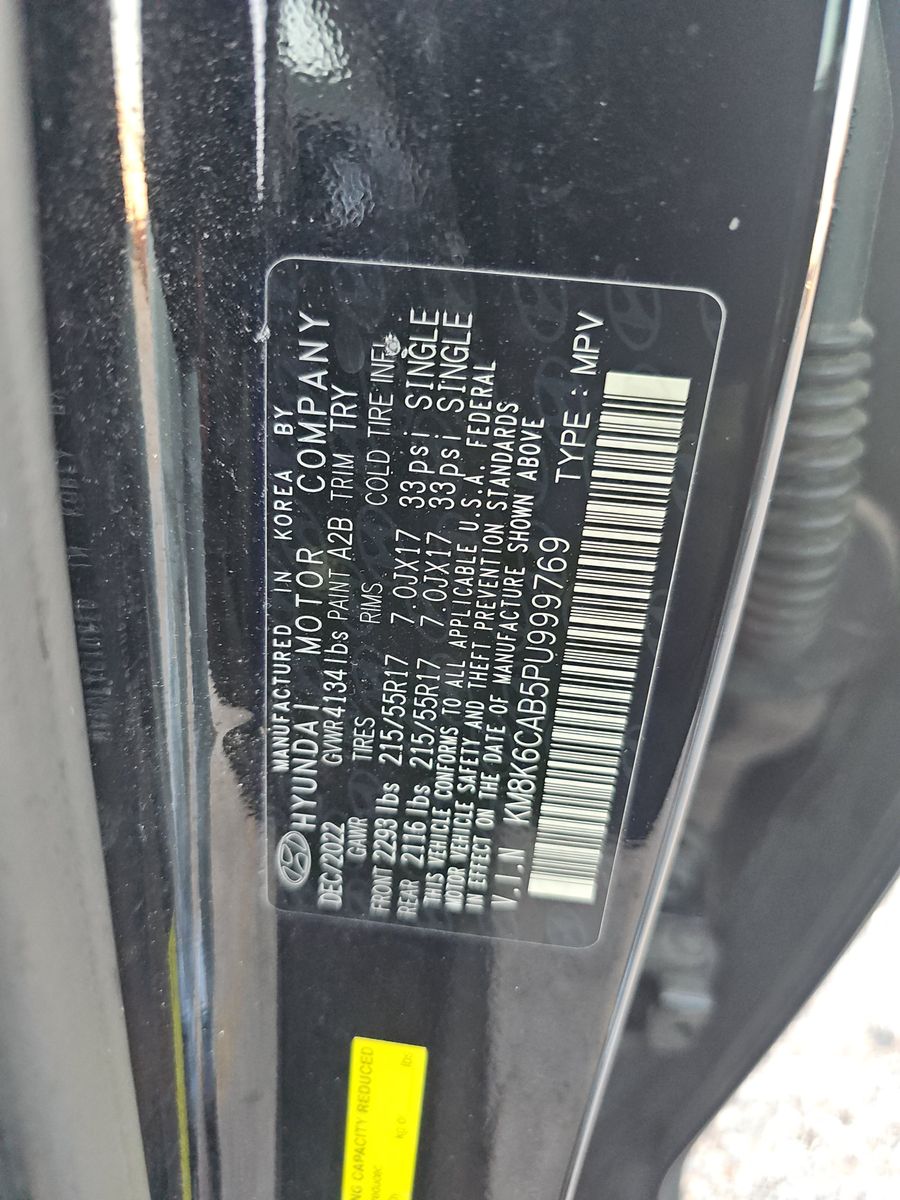 MANUFACTURED IN KOREA BY
HYUNDAI MOTOR COMPANY
DEC/2022 GVWR 4134 lbs PAINT A2B TRIM TRY
GAWR TIRES RIMS COLD TIRE INFL
FRONT 2293 lbs 215/55R17 7.0JX17 33psi SINGLE
REAR 2116 lbs 215/55R17 7.0JX17 33psi SINGLE
THIS VEHICLE CONFORMS TO ALL APPLICABLE U.S.A. FEDERAL
MOTOR VEHICLE SAFETY AND THEFT PREVENTION STANDARDS
IN EFFECT ON THE DATE OF MANUFACTURE SHOWN ABOVE
V.I.N KM8K6CAB5PU999769 TYPE : MPV
CAPACITY REDUCED